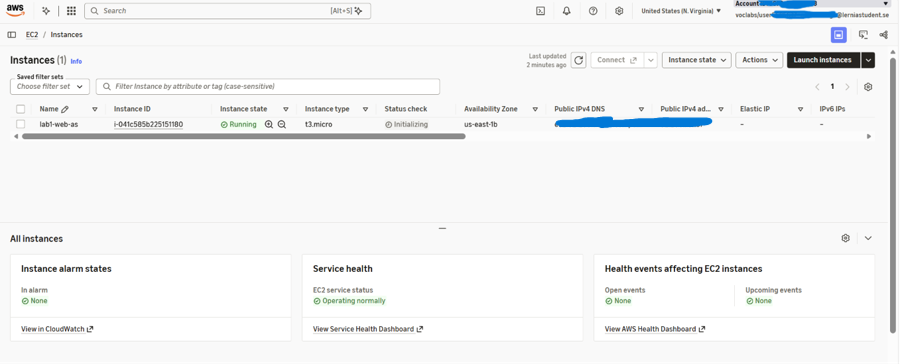 aws
Search [Alt+S] United States (N. Virginia) ▼ Account
voclabs/user @lerniastudent.se
EC2 / Instances
Instances (1) Info
Last updated
2 minutes ago
Connect Instance state Actions Launch instances
Saved filter sets
Choose filter set
Filter Instance by attribute or tag (case-sensitive)
1
Name Instance ID Instance state Instance type Status check Availability Zone Public IPv4 DNS Public IPv4 ad... Elastic IP IPv6 IPs
lab1-web-as i-041c585b225151180 Running t3.micro Initializing us-east-1b – –
All instances
Instance alarm states
In alarm
None
View in CloudWatch
Service health
EC2 service status
Operating normally
View Service Health Dashboard
Health events affecting EC2 instances
Open events Upcoming events
None None
View AWS Health Dashboard